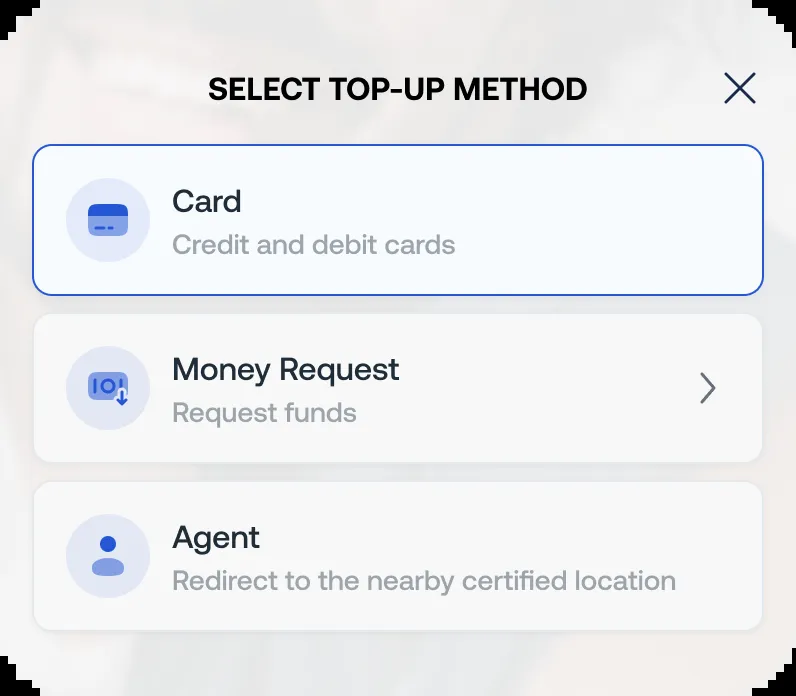 SELECT TOP-UP METHOD
Card
Credit and debit cards
Money Request
Request funds
Agent
Redirect to the nearby certified location